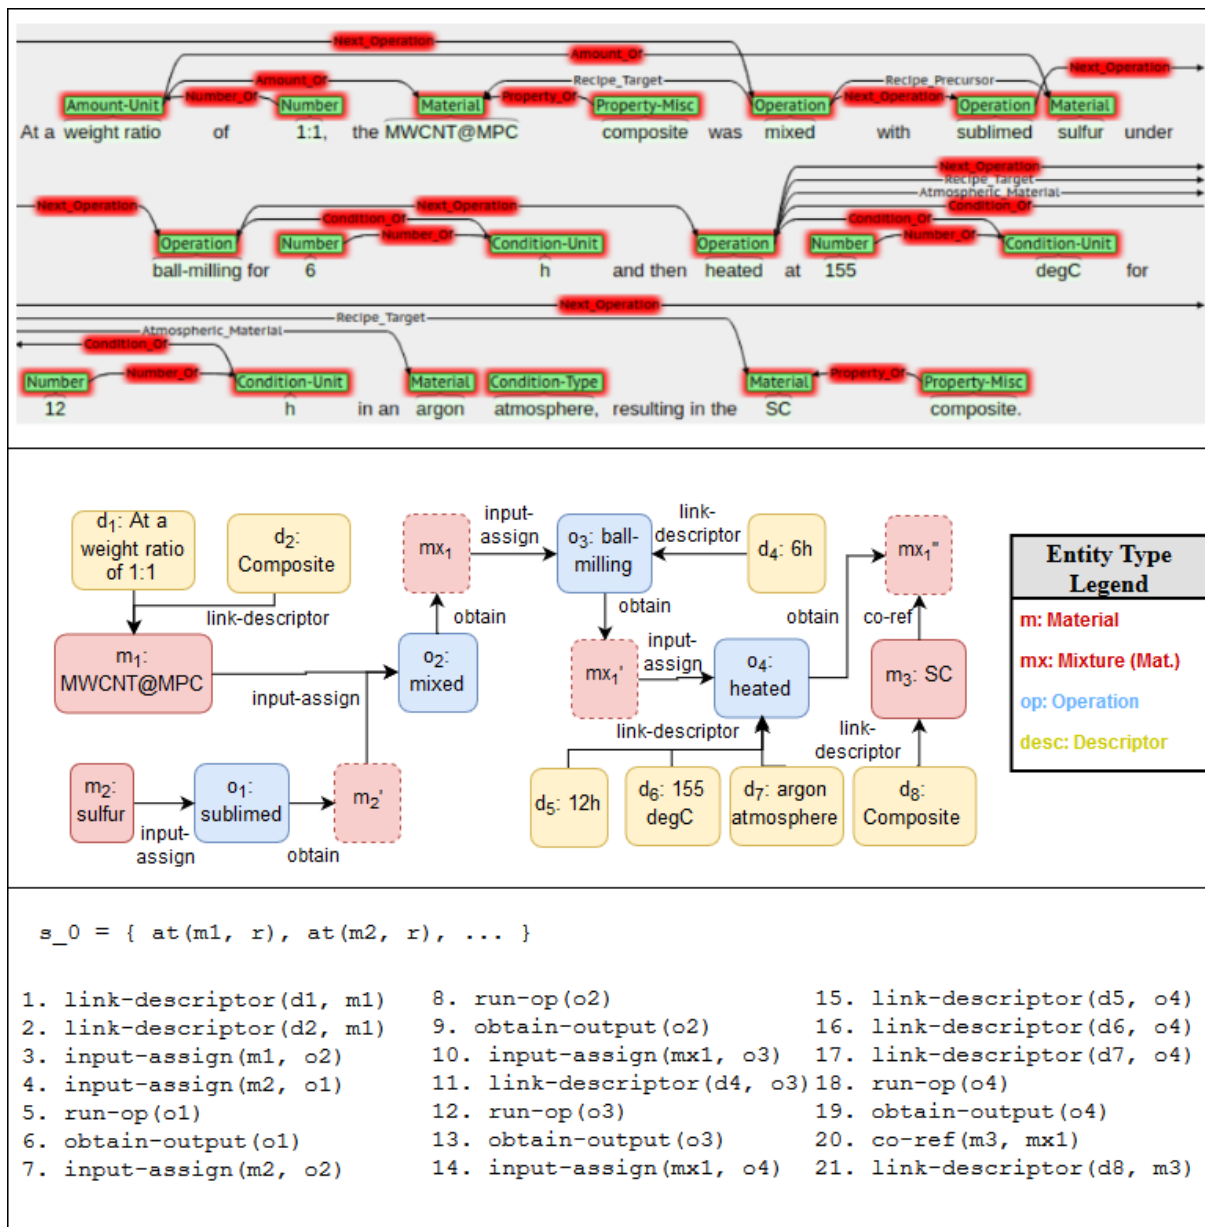 Next_Operation
Amount_Of
Next_Operation
Amount_Of Recipe_Target Recipe_Precursor
Number_Of Property_Of Next_Operation
Amount-Unit Number Material Property-Misc Operation Operation Material
At a weight ratio of 1:1, the MWCNT@MPC composite was mixed with sublimed sulfur under
Next_Operation
Recipe_Target
Atmospheric_Material
Next_Operation Next_Operation Condition_Of
Condition_Of Condition_Of
Number_Of Number_Of
Operation Number Condition-Unit Operation Number Condition-Unit
ball-milling for 6 h and then heated at 155 degC for
Next_Operation
Recipe_Target
Atmospheric_Material
Condition_Of
Number_Of Property_Of
Number Condition-Unit Material Condition-Type Material Property-Misc
12 h in an argon atmosphere, resulting in the SC composite.
d1: At a
weight ratio
of 1:1
d2:
Composite
link-descriptor
m1:
MWCNT@MPC
input-assign
m2:
sulfur
input-
assign
o1:
sublimed
obtain
m2'
o2:
mixed
obtain
mx1
input-
assign
o3: ball-
milling
link-
descriptor
d4: 6h
obtain
mx1'
input-
assign
o4:
heated
link-descriptor
d5: 12h
d6: 155
degC
d7: argon
atmosphere
obtain
mx1''
co-ref
m3: SC
link-
descriptor
d8:
Composite
Entity Type
Legend
m: Material
mx: Mixture (Mat.)
op: Operation
desc: Descriptor
s_0 = { at(m1, r), at(m2, r), ... }
1. link-descriptor(d1, m1)
2. link-descriptor(d2, m1)
3. input-assign(m1, o2)
4. input-assign(m2, o1)
5. run-op(o1)
6. obtain-output(o1)
7. input-assign(m2, o2)
8. run-op(o2)
9. obtain-output(o2)
10. input-assign(mx1, o3)
11. link-descriptor(d4, o3)
12. run-op(o3)
13. obtain-output(o3)
14. input-assign(mx1, o4)
15. link-descriptor(d5, o4)
16. link-descriptor(d6, o4)
17. link-descriptor(d7, o4)
18. run-op(o4)
19. obtain-output(o4)
20. co-ref(m3, mx1)
21. link-descriptor(d8, m3)